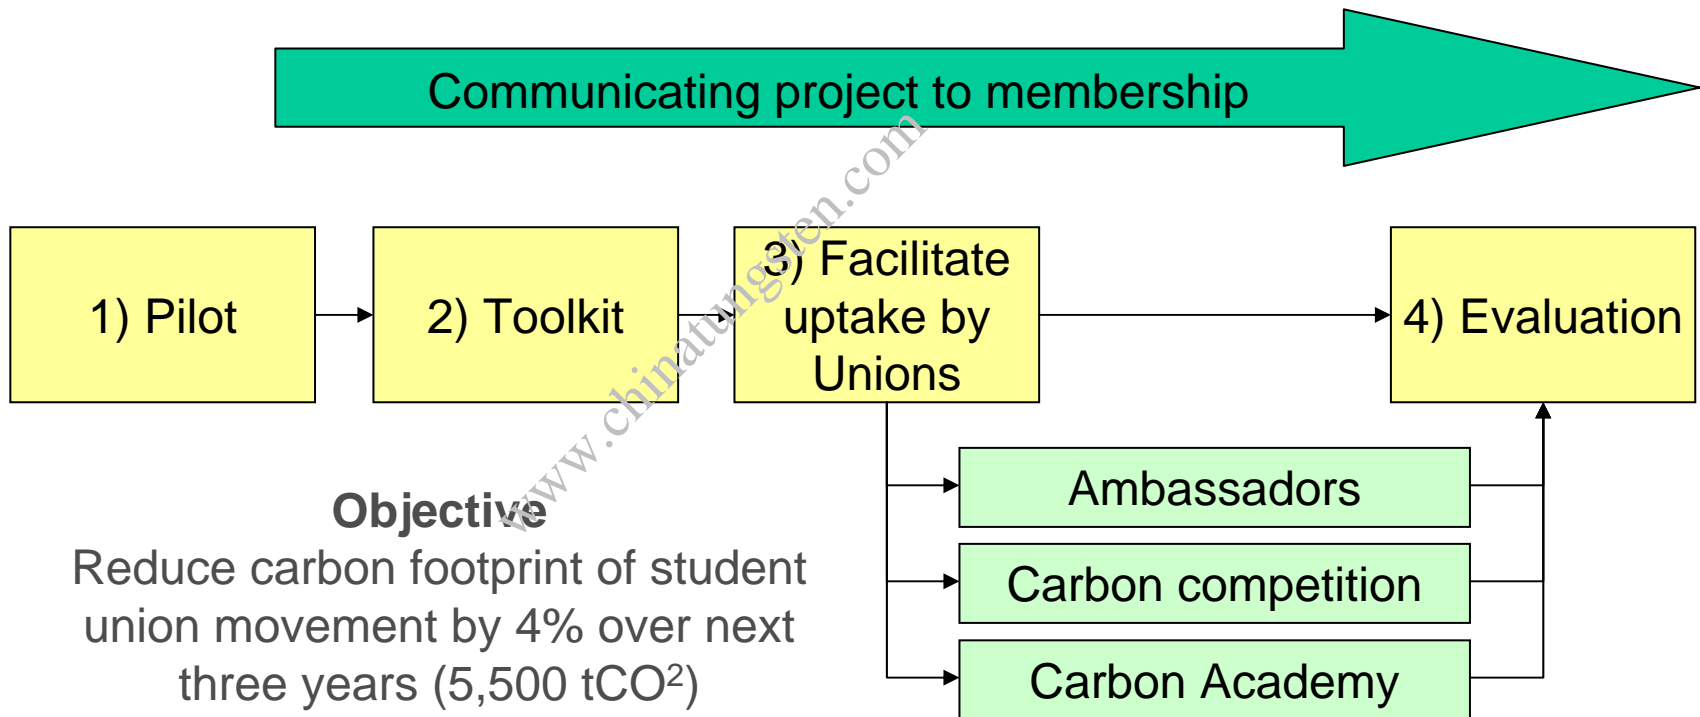 Communicating project to membership
1) Pilot
2) Toolkit
3) Facilitate
uptake by
Unions
4) Evaluation
www.chinatungsten.com
Objective
Reduce carbon footprint of student
union movement by 4% over next
three years (5,500 tCO²)
Ambassadors
Carbon competition
Carbon Academy